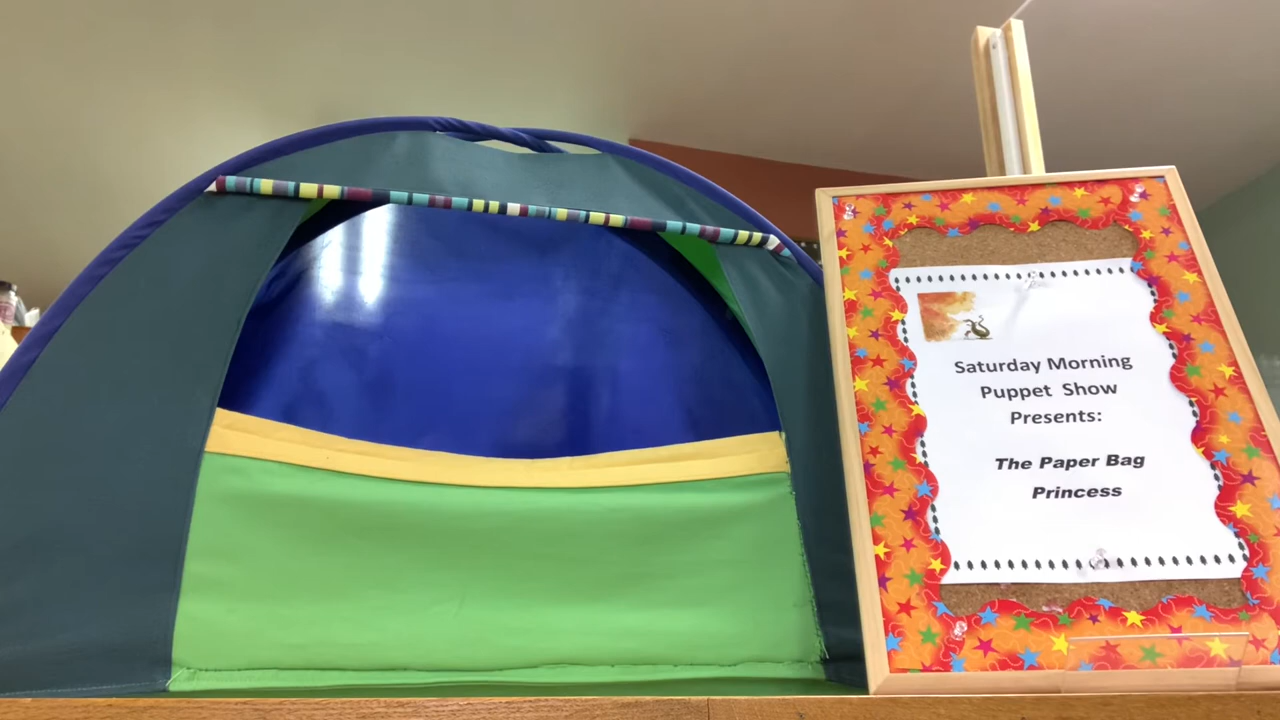 Saturday Morning
Puppet Show
Presents:
The Paper Bag
Princess